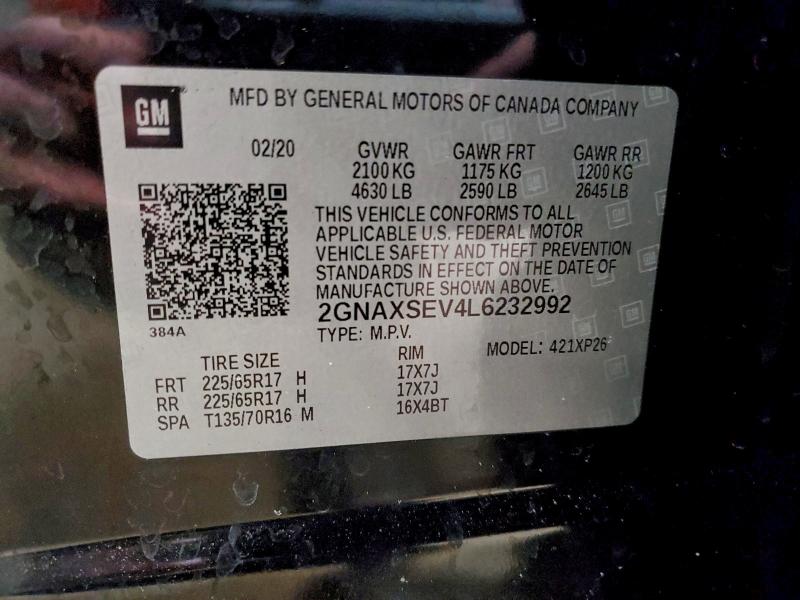 GM
MFD BY GENERAL MOTORS OF CANADA COMPANY
02/20 GVWR GAWR FRT GAWR RR
2100 KG 1175 KG 1200 KG
4630 LB 2590 LB 2645 LB
THIS VEHICLE CONFORMS TO ALL
APPLICABLE U.S. FEDERAL MOTOR
VEHICLE SAFETY AND THEFT PREVENTION
STANDARDS IN EFFECT ON THE DATE OF
MANUFACTURE SHOWN ABOVE.
2GNAXSEV4L6232992
384A
TYPE: M.P.V. MODEL: 421XP26
TIRE SIZE RIM
FRT 225/65R17 H 17X7J
RR 225/65R17 H 17X7J
SPA T135/70R16 M 16X4BT